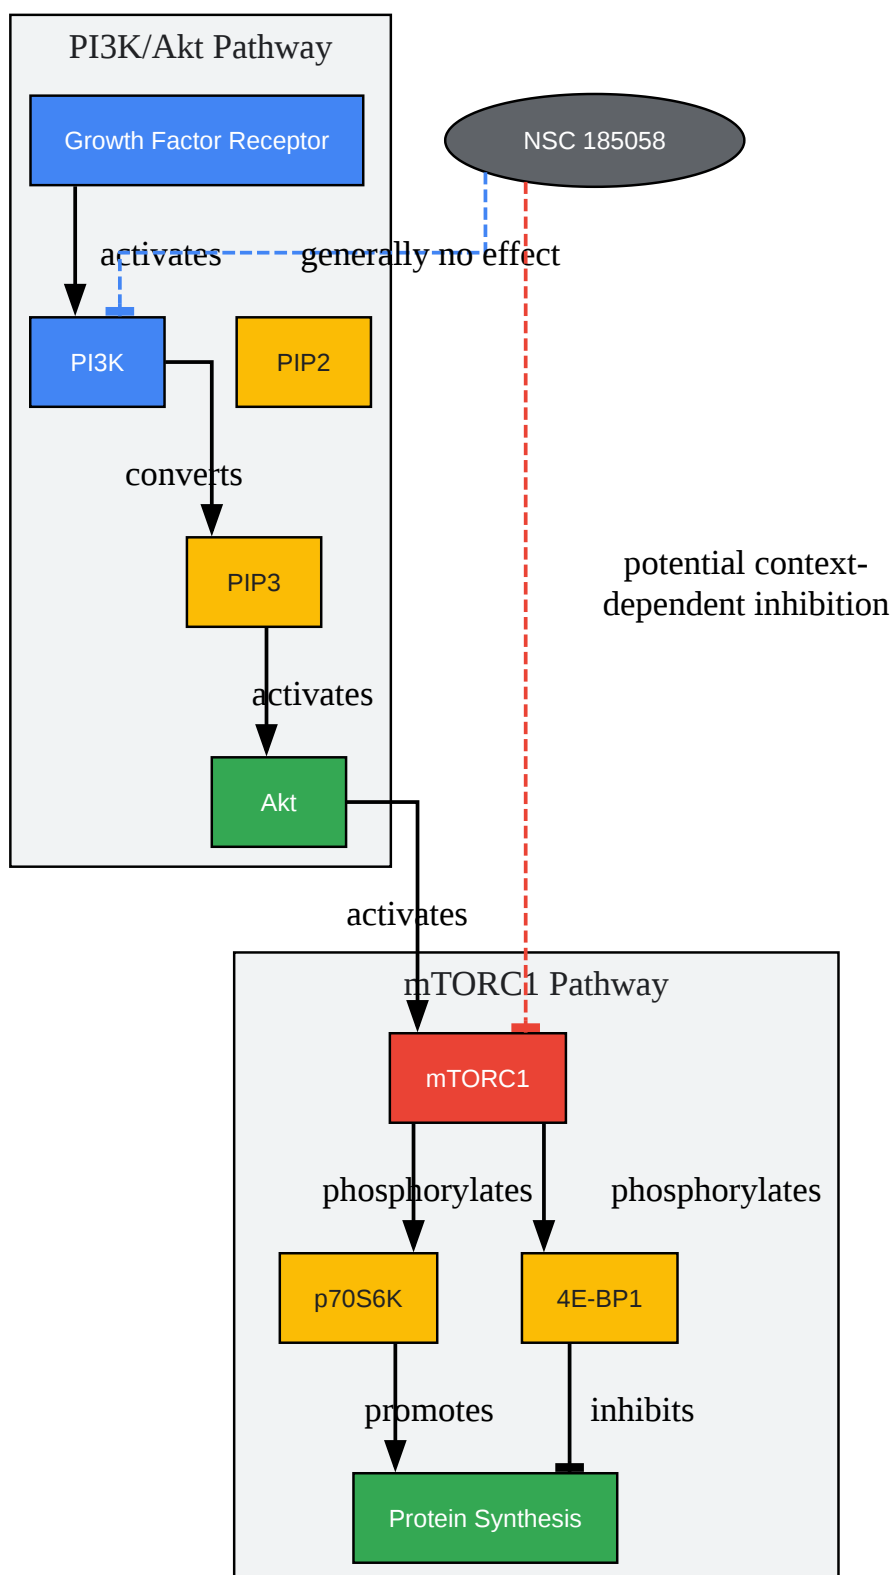 PI3K/Akt Pathway
Growth Factor Receptor
NSC 185058
activates
generally no effect
PI3K
PIP2
converts
potential context-
dependent inhibition
PIP3
activates
Akt
activates
mTORC1 Pathway
mTORC1
phosphorylates
phosphorylates
p70S6K
4E-BP1
promotes
inhibits
Protein Synthesis